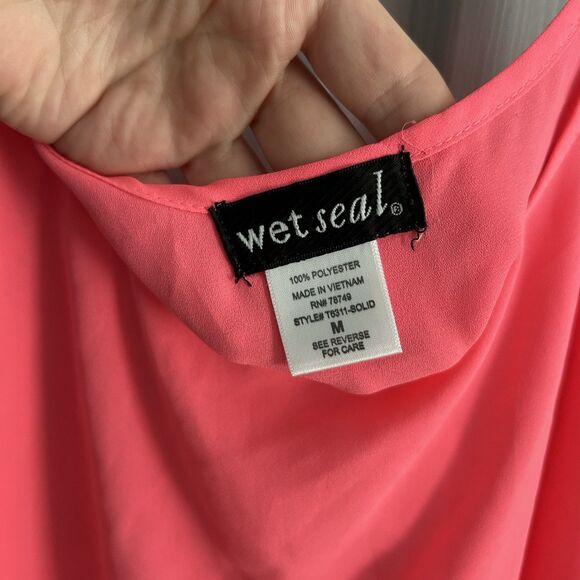 wet seal®
100% POLYESTER
MADE IN VIETNAM
RN# 78749
STYLE# T6311-SOLID
M
SEE REVERSE
FOR CARE